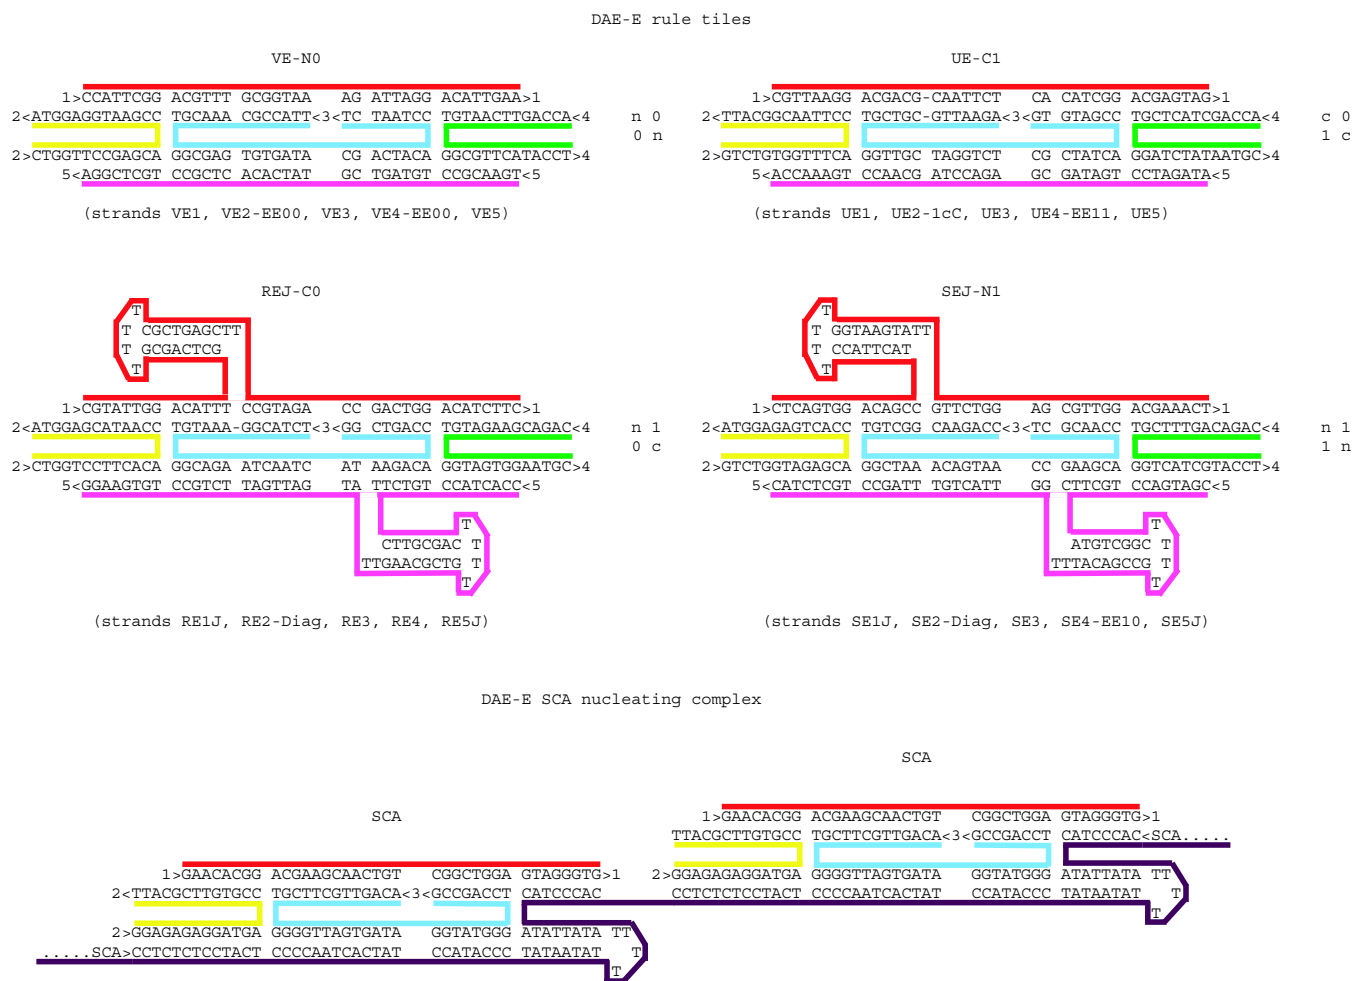 DAE-E rule tiles
VE-N0
1>CCATTCGG ACGTTT GCGGTAA AG ATTAGG ACATTGAA>1
2<ATGGAGGTAAGCC TGCAAA CGCCATT<3<TC TAATCC TGTAACTTGACCA<4 n 0
0 n
2>CTGGTTCCGAGCA GGCGAG TGTGATA CG ACTACA GGCGTTCATACCT>4
5<AGGCTCGT CCGCTC ACACTAT GC TGATGT CCGCAAGT<5
(strands VE1, VE2-EE00, VE3, VE4-EE00, VE5)
UE-C1
1>CGTTAAGG ACGACG-CAATTCT CA CATCGG ACGAGTAG>1
2<TTACGGCAATTCC TGCTGC-GTTAAGA<3<GT GTAGCC TGCTCATCGACCA<4 c 0
1 c
2>GTCTGTGGTTTCA GGTTGC TAGGTCT CG CTATCA GGATCTATAATGC>4
5<ACCAAAGT CCAACG ATCCAGA GC GATAGT CCTAGATA<5
(strands UE1, UE2-1cC, UE3, UE4-EE11, UE5)
REJ-C0
T
T CGCTGAGCTT
T GCGACTCG
T
1>CGTATTGG ACATTT CCGTAGA CC GACTGG ACATCTTC>1
2<ATGGAGCATAACC TGTAAA-GGCATCT<3<GG CTGACC TGTAGAAGCAGAC<4 n 1
0 c
2>CTGGTCCTTCACA GGCAGA ATCAATC AT AAGACA GGTAGTGGAATGC>4
5<GGAAGTGT CCGTCT TAGTTAG TA TTCTGT CCATCACC<5
T
CTTGCGAC T
TTGAACGCTG T
T
(strands RE1J, RE2-Diag, RE3, RE4, RE5J)
SEJ-N1
T
T GGTAAGTATT
T CCATTCAT
T
1>CTCAGTGG ACAGCC GTTCTGG AG CGTTGG ACGAAACT>1
2<ATGGAGAGTCACC TGTCGG CAAGACC<3<TC GCAACC TGCTTTGACAGAC<4 n 1
1 n
2>GTCTGGTAGAGCA GGCTAA ACAGTAA CC GAAGCA GGTCATCGTACCT>4
5<CATCTCGT CCGATT TGTCATT GG CTTCGT CCAGTAGC<5
T
ATGTCGGC T
TTTACAGCCG T
T
(strands SE1J, SE2-Diag, SE3, SE4-EE10, SE5J)
DAE-E SCA nucleating complex
SCA
1>GAACACGG ACGAAGCAACTGT CGGCTGGA GTAGGGTG>1
TTACGCTTGTGCC TGCTTCGTTGACA<3<GCCGACCT CATCCCAC<SCA.....
2>GGAGAGAGGATGA GGGGTTAGTGATA GGTATGGG ATATTATA TT
CCTCTCTCCTACT CCCCAATCACTAT CCATACCC TATAATAT T
T
SCA
1>GAACACGG ACGAAGCAACTGT CGGCTGGA GTAGGGTG>1
2<TTACGCTTGTGCC TGCTTCGTTGACA<3<GCCGACCT CATCCCAC
2>GGAGAGAGGATGA GGGGTTAGTGATA GGTATGGG ATATTATA TT
.....SCA>CCTCTCTCCTACT CCCCAATCACTAT CCATACCC TATAATAT T
T